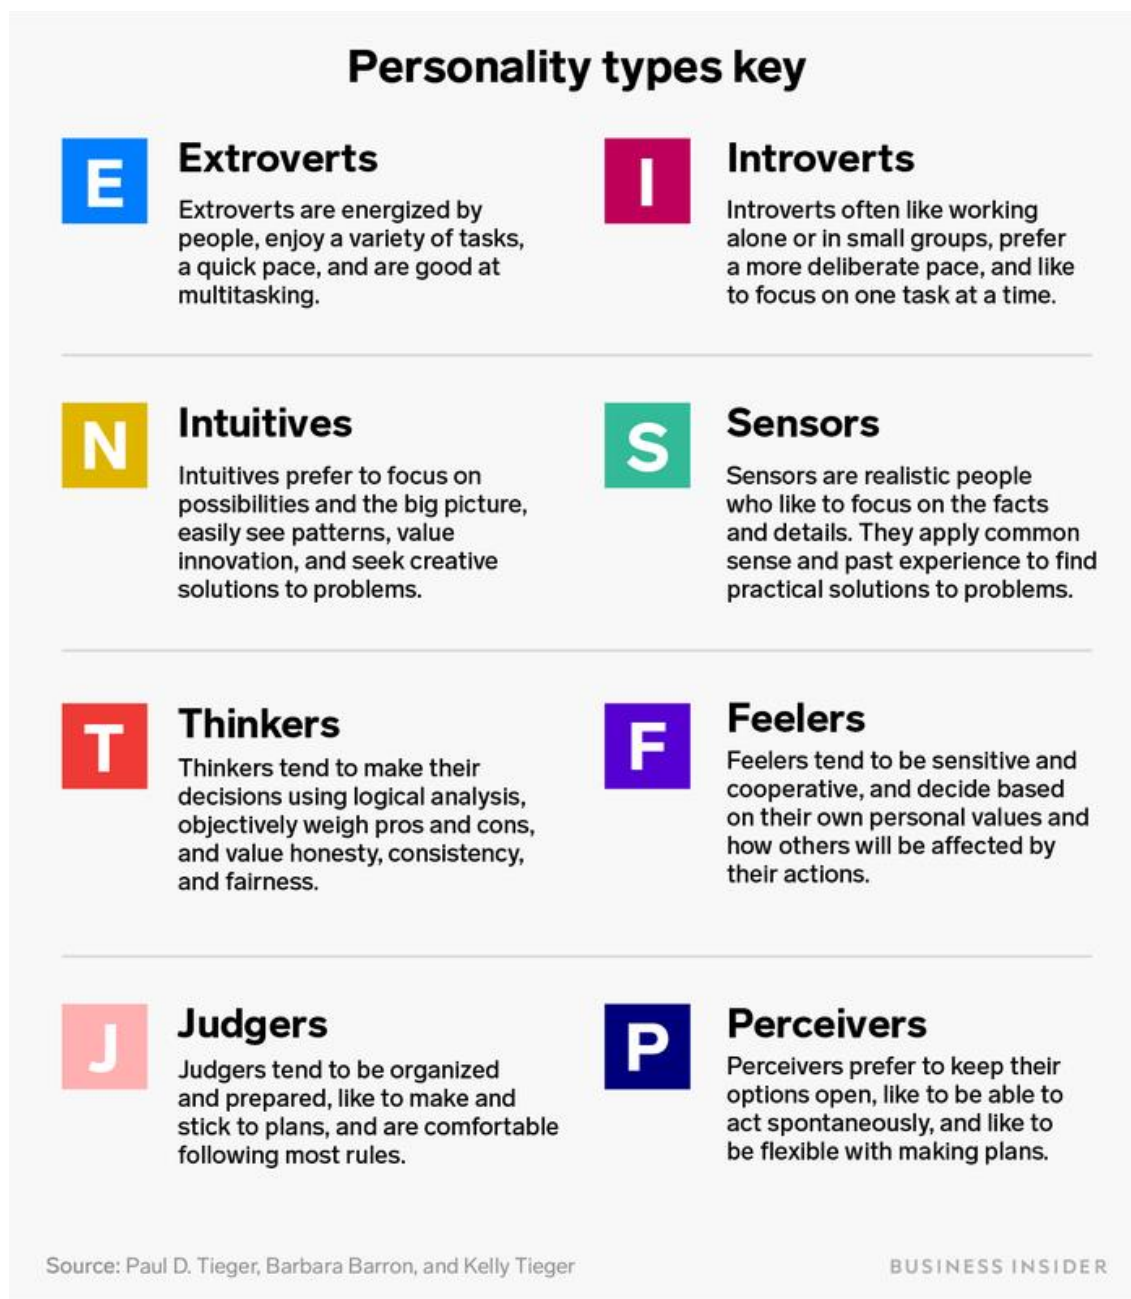 Personality types key
E
Extroverts
Extroverts are energized by
people, enjoy a variety of tasks,
a quick pace, and are good at
multitasking.
I
Introverts
Introverts often like working
alone or in small groups, prefer
a more deliberate pace, and like
to focus on one task at a time.
N
Intuitives
Intuitives prefer to focus on
possibilities and the big picture,
easily see patterns, value
innovation, and seek creative
solutions to problems.
S
Sensors
Sensors are realistic people
who like to focus on the facts
and details. They apply common
sense and past experience to find
practical solutions to problems.
T
Thinkers
Thinkers tend to make their
decisions using logical analysis,
objectively weigh pros and cons,
and value honesty, consistency,
and fairness.
F
Feelers
Feelers tend to be sensitive and
cooperative, and decide based
on their own personal values and
how others will be affected by
their actions.
J
Judgers
Judgers tend to be organized
and prepared, like to make and
stick to plans, and are comfortable
following most rules.
P
Perceivers
Perceivers prefer to keep their
options open, like to be able to
act spontaneously, and like to
be flexible with making plans.
Source: Paul D. Tieger, Barbara Barron, and Kelly Tieger
BUSINESS INSIDER